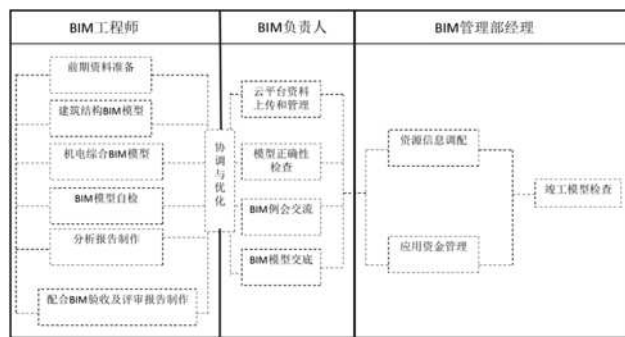 BIM工程师
BIM负责人
BIM管理部经理
前期资料准备
建筑结构BIM模型
机电综合BIM模型
BIM模型自检
分析报告制作
配合BIM验收及评审报告制作
协调与优化
云平台资料
上传和管理
模型正确性
检查
BIM例会交流
BIM模型交底
资源信息调配
应用资金管理
竣工模型检查